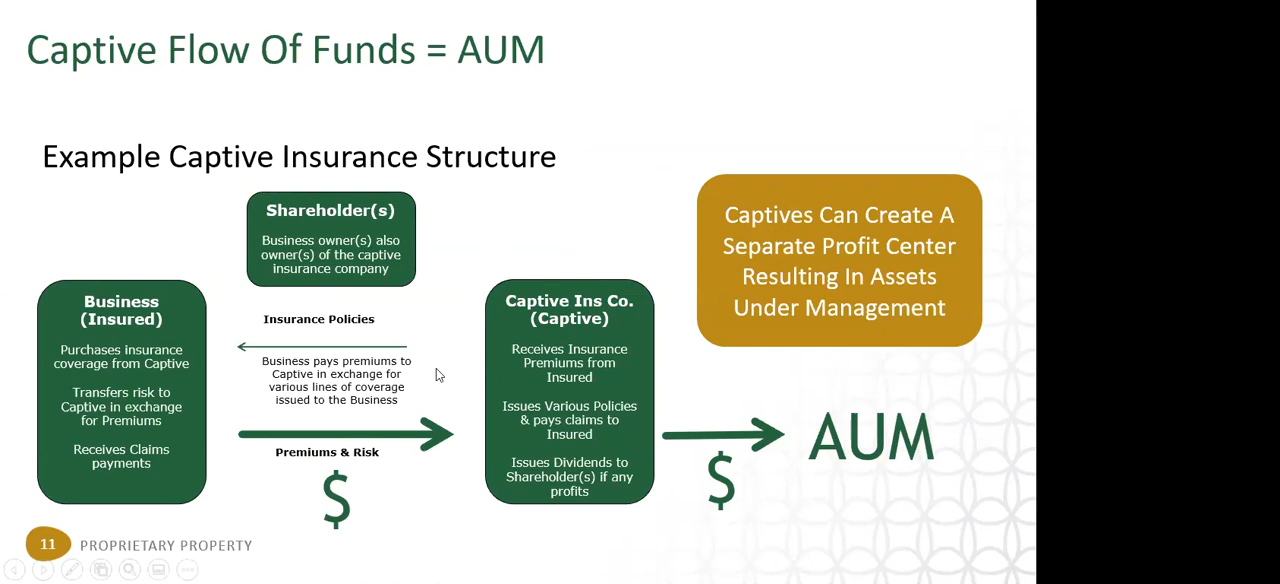 Captive Flow Of Funds = AUM
Example Captive Insurance Structure
Shareholder(s)
Business owner(s) also
owner(s) of the captive
insurance company
Business
(Insured)
Purchases insurance
coverage from Captive
Transfers risk to
Captive in exchange
for Premiums
Receives Claims
payments
Insurance Policies
Business pays premiums to
Captive in exchange for
various lines of coverage
issued to the Business
Premiums & Risk
$
Captive Ins Co.
(Captive)
Receives Insurance
Premiums from
Insured
Issues Various Policies
& pays claims to
Insured
Issues Dividends to
Shareholder(s) if any
profits
$
Captives Can Create A
Separate Profit Center
Resulting In Assets
Under Management
AUM
11
PROPRIETARY PROPERTY